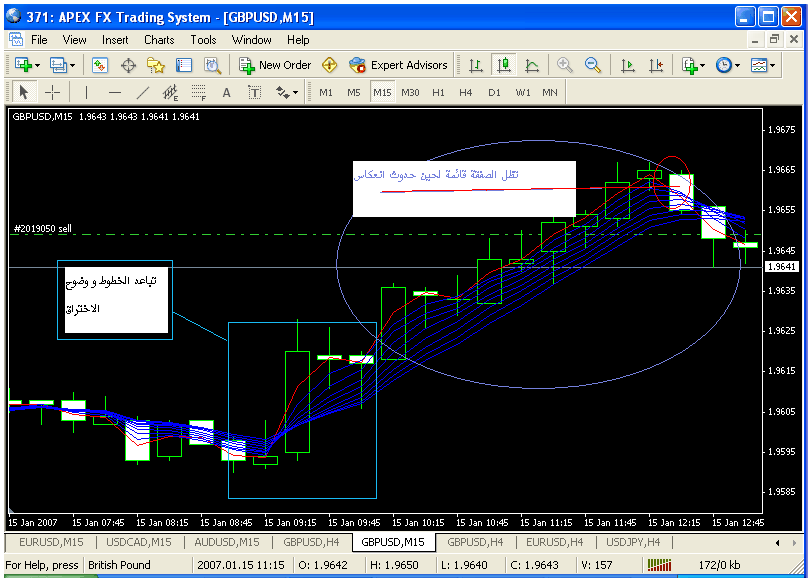 371: APEX FX Trading System - [GBPUSD,M15]
File View Insert Charts Tools Window Help
New Order Expert Advisors
A T M1 M5 M15 M30 H1 H4 D1 W1 MN
GBPUSD,M15 1.9643 1.9643 1.9641 1.9641
1.9675
تظل الصفقة قائمة لحين حدوث انعكاس
1.9665
1.9655
#2019050 sell
1.9645
1.9641
تباعد الخطوط و وضوح
الاختراق
1.9635
1.9625
1.9615
1.9605
1.9595
1.9585
15 Jan 2007 15 Jan 07:45 15 Jan 08:15 15 Jan 08:45 15 Jan 09:15 15 Jan 09:45 15 Jan 10:15 15 Jan 10:45 15 Jan 11:15 15 Jan 11:45 15 Jan 12:15 15 Jan 12:45
EURUSD,M15 USDCAD,M15 AUDUSD,M15 GBPUSD,H4 GBPUSD,M15 GBPUSD,H4 EURUSD,H4 USDJPY,H4
For Help, press British Pound 2007.01.15 11:15 O: 1.9642 H: 1.9650 L: 1.9640 C: 1.9643 V: 157 172/0 kb